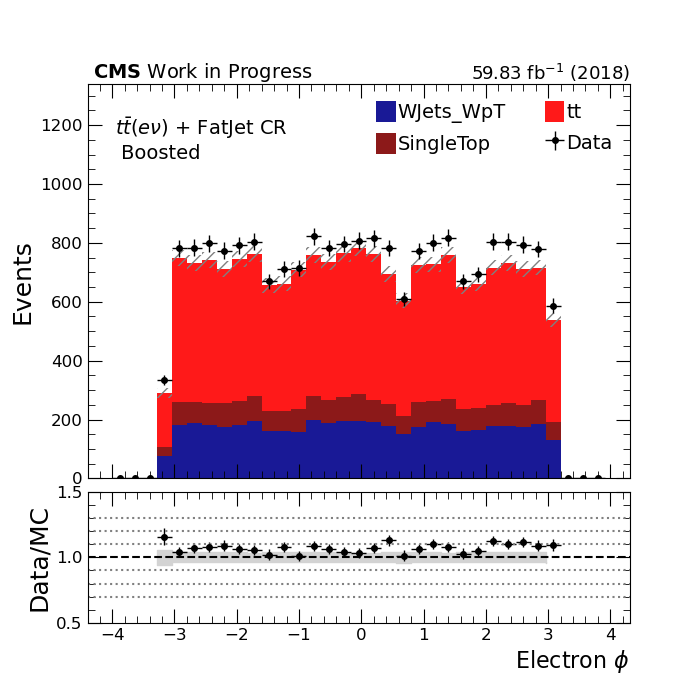 CMS Work in Progress 59.83 fb⁻¹ (2018)
tt̄(eν) + FatJet CR
Boosted
WJets_WpT
tt
SingleTop
Data
Events
1200
1000
800
600
400
200
0
Data/MC
1.5
1.0
0.5
−4 −3 −2 −1 0 1 2 3 4
Electron ϕ